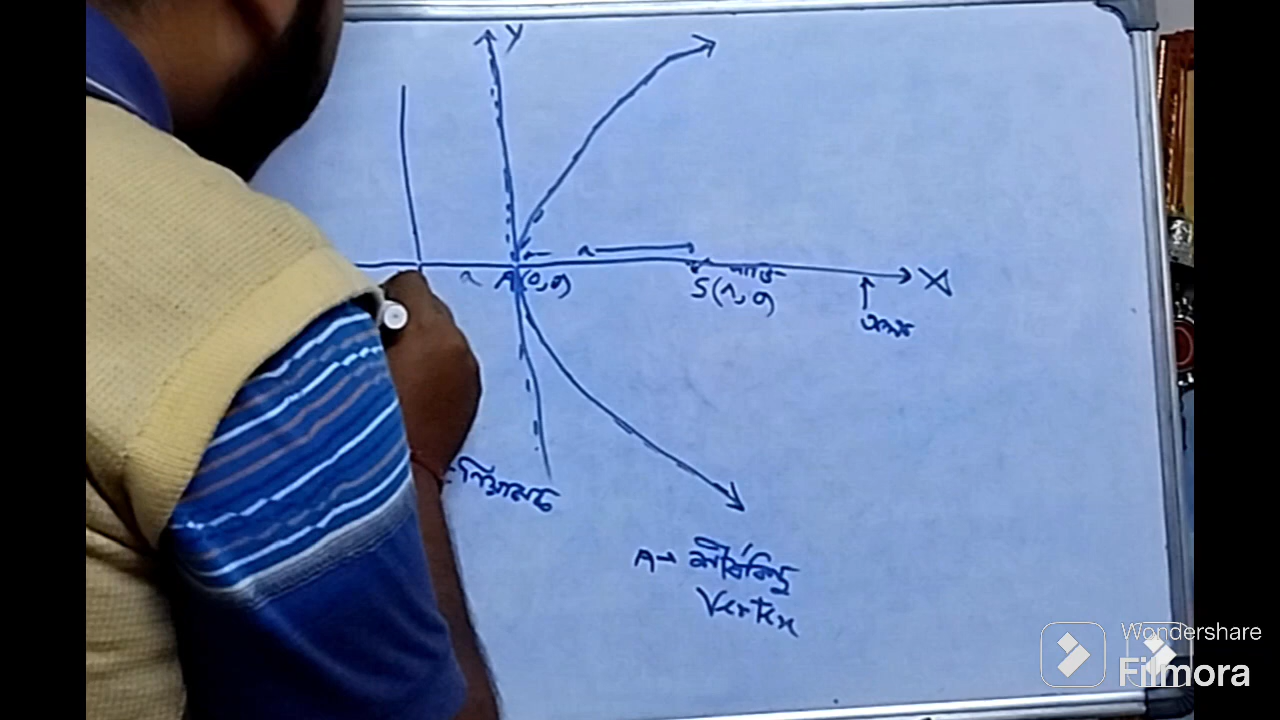 Y
X
A(0,0)
S(a,0)
নাভি
a
a
অক্ষ
নিয়ামক
A→ শীর্ষবিন্দু
Vertex
Wondershare
Filmora